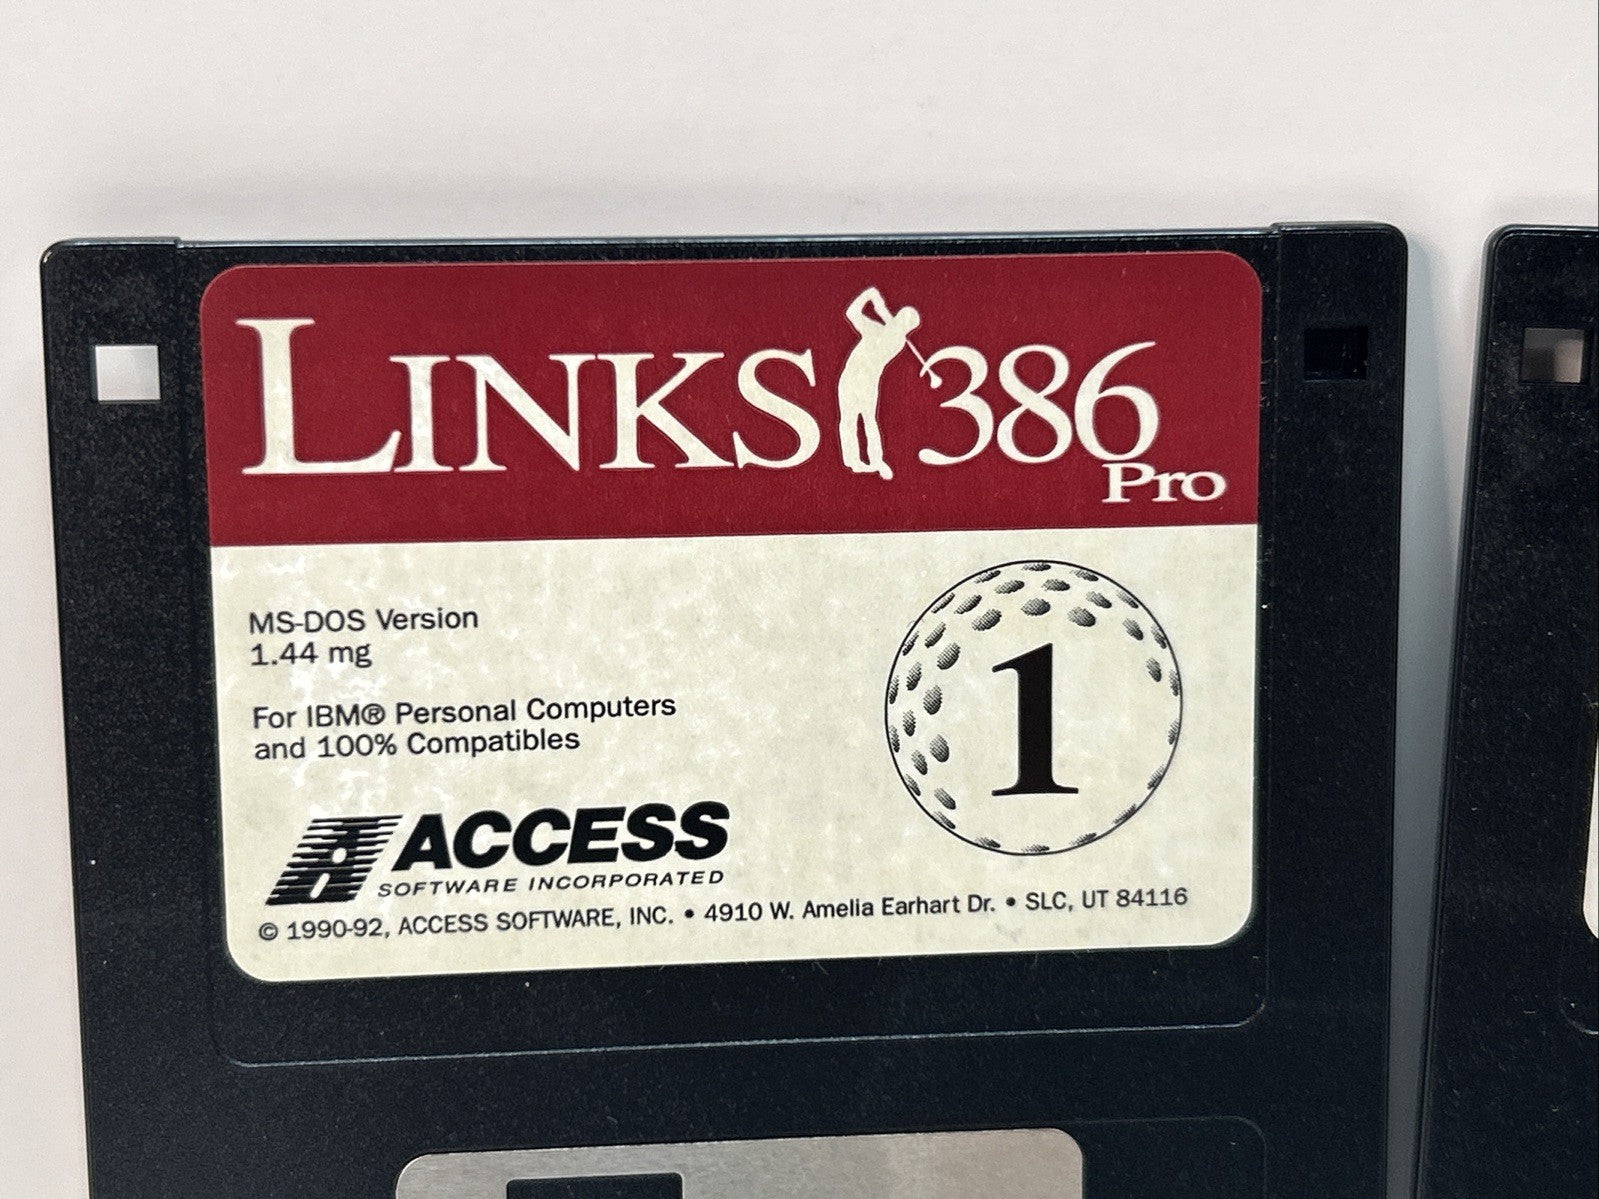 LINKS 386
Pro
MS-DOS Version
1.44 mg
For IBM® Personal Computers
and 100% Compatibles
1
ACCESS
SOFTWARE INCORPORATED
© 1990-92, ACCESS SOFTWARE, INC. • 4910 W. Amelia Earhart Dr. • SLC, UT 84116